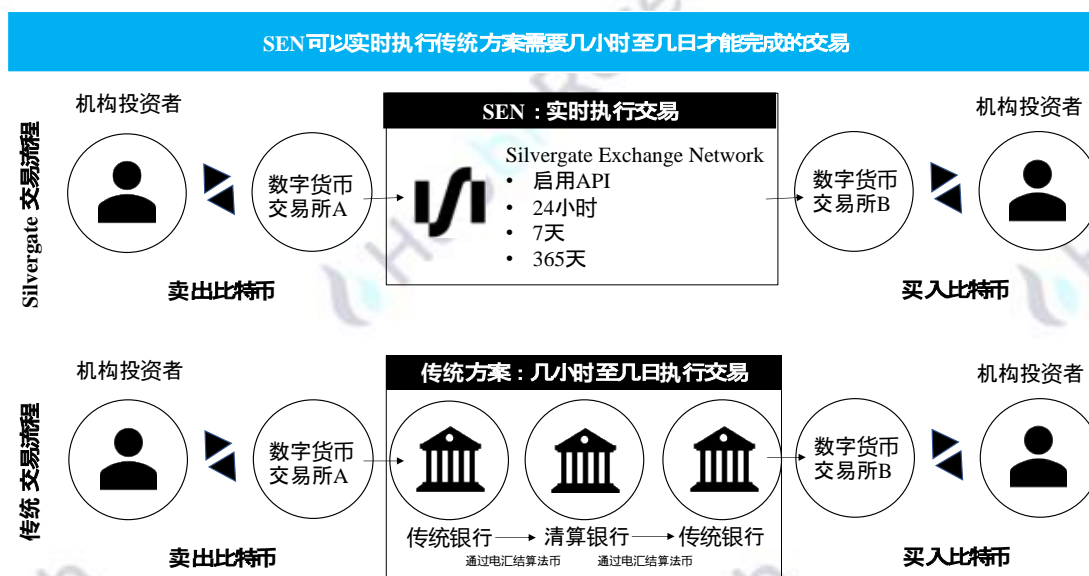 SEN可以实时执行传统方案需要几小时至几日才能完成的交易
Silvergate 交易流程
机构投资者
数字货币
交易所A
卖出比特币
SEN：实时执行交易
Silvergate Exchange Network
• 启用API
• 24小时
• 7天
• 365天
数字货币
交易所B
机构投资者
买入比特币
传统 交易流程
机构投资者
数字货币
交易所A
卖出比特币
传统方案：几小时至几日执行交易
传统银行
清算银行
传统银行
通过电汇结算法币
通过电汇结算法币
数字货币
交易所B
机构投资者
买入比特币